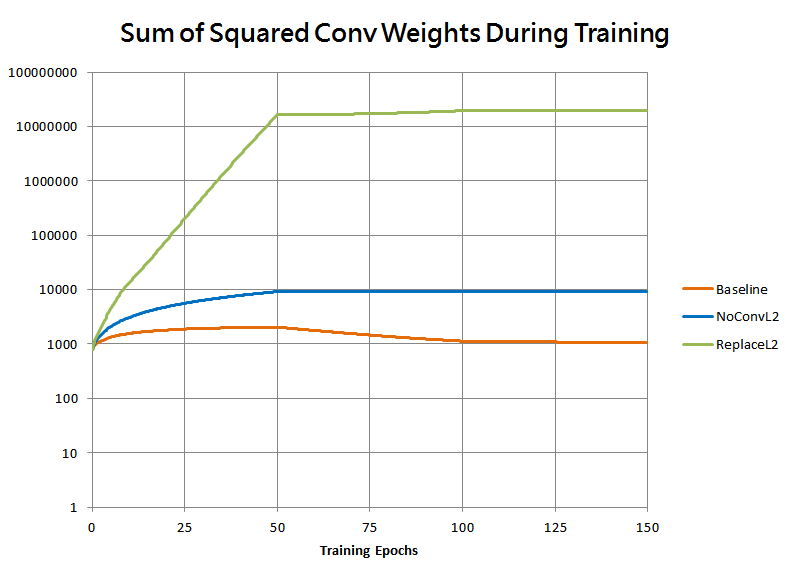 Sum of Squared Conv Weights During Training
100000000
10000000
1000000
100000
10000
1000
100
10
1
0 25 50 75 100 125 150
Training Epochs
Baseline
NoConvL2
ReplaceL2